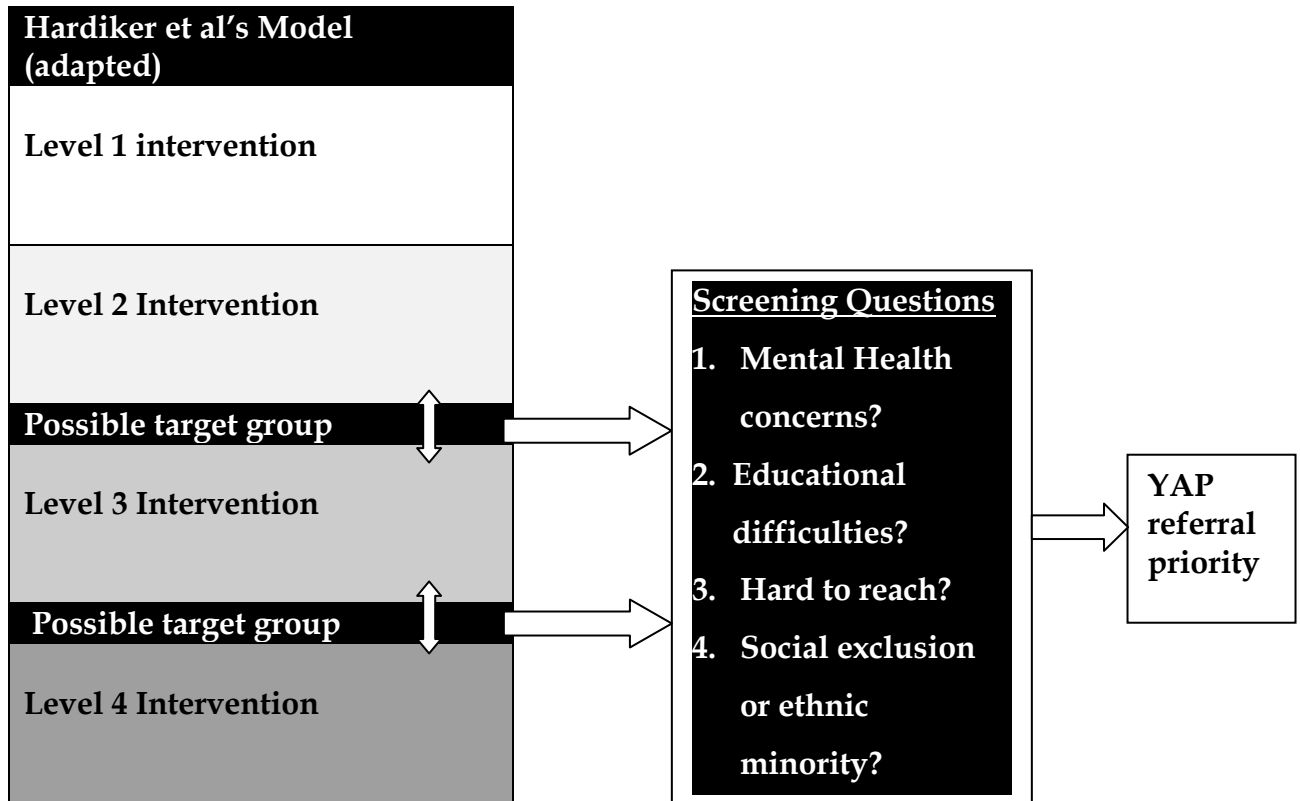 Hardiker et al’s Model
(adapted)
Level 1 intervention
Level 2 Intervention
Possible target group
Level 3 Intervention
Possible target group
Level 4 Intervention
Screening Questions
1. Mental Health
concerns?
2. Educational
difficulties?
3. Hard to reach?
4. Social exclusion
or ethnic
minority?
YAP
referral
priority